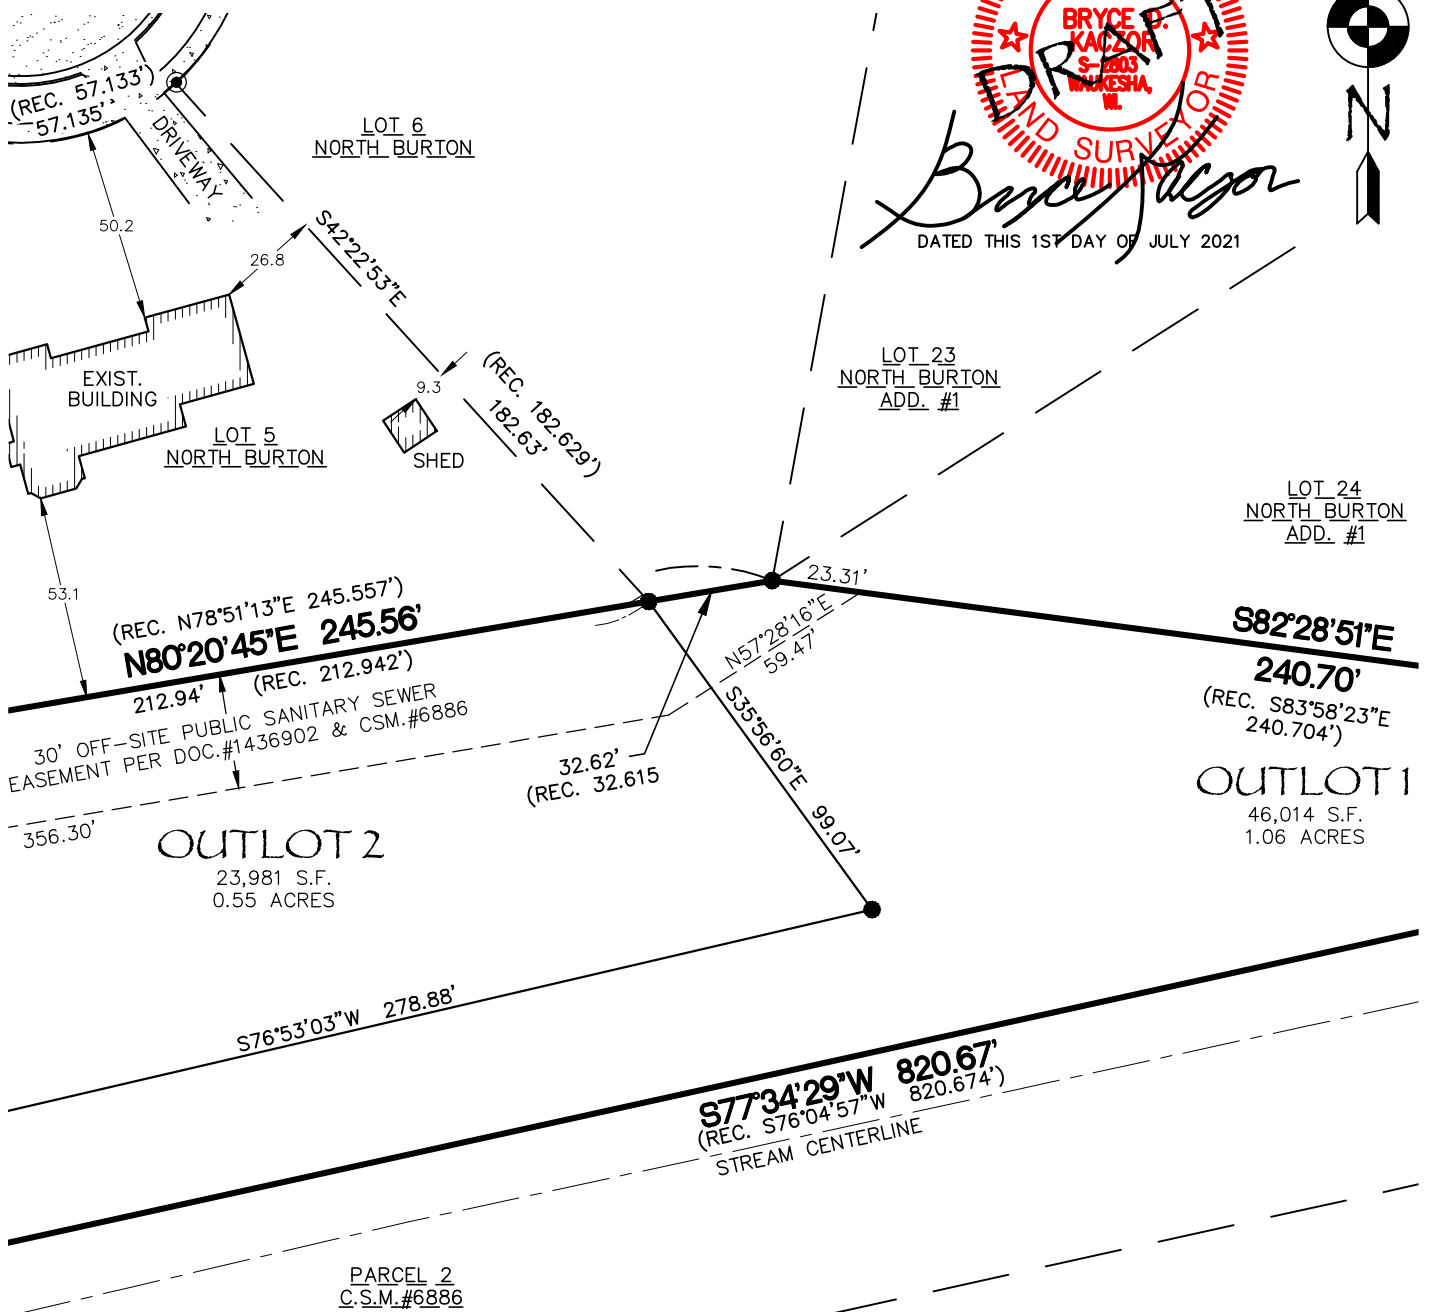 BRYCE D.
KACZOR
S-2803
WAUKESHA,
WI.
LAND SURVEYOR
DRAFT
Bryce Kaczor
DATED THIS 1ST DAY OF JULY 2021
N
(REC. 57.133')
57.135'
DRIVEWAY
LOT 6
NORTH BURTON
50.2
26.8
S42°22'53"E
(REC. 182.629')
182.63'
9.3
SHED
EXIST.
BUILDING
LOT 5
NORTH BURTON
LOT 23
NORTH BURTON
ADD. #1
LOT 24
NORTH BURTON
ADD. #1
53.1
(REC. N78°51'13"E 245.557')
N80°20'45"E 245.56'
212.94'
(REC. 212.942')
30' OFF-SITE PUBLIC SANITARY SEWER
EASEMENT PER DOC.#1436902 & CSM.#6886
356.30'
23.31'
N57°28'16"E
59.47'
S82°28'51"E
240.70'
(REC. S83°58'23"E
240.704')
32.62'
(REC. 32.615
S35°56'60"E 99.07'
OUTLOT 1
46,014 S.F.
1.06 ACRES
OUTLOT 2
23,981 S.F.
0.55 ACRES
S76°53'03"W 278.88'
S77°34'29"W 820.67'
(REC. S76°04'57"W 820.674')
STREAM CENTERLINE
PARCEL 2
C.S.M.#6886